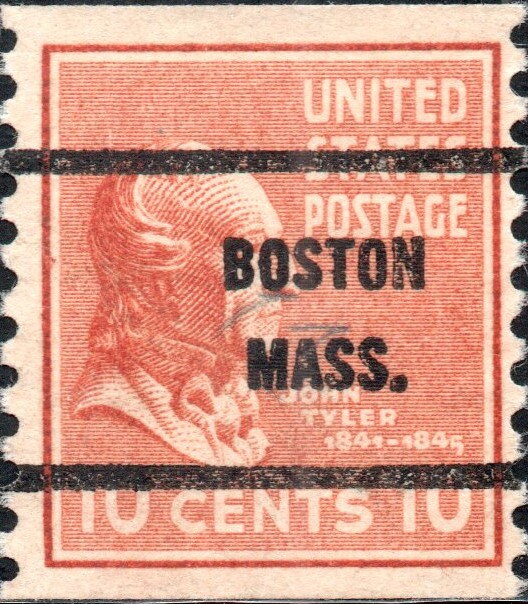 UNITED
STATES
POSTAGE
BOSTON
MASS.
JOHN
TYLER
1841-1845
10 CENTS 10